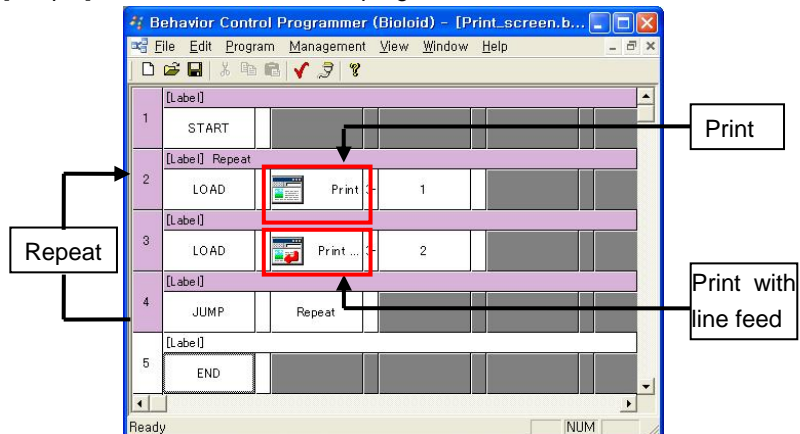 Behavior Control Programmer (Bioloid) - [Print_screen.b...
File Edit Program Management View Window Help
[Label]
1
START
Print
[Label] Repeat
2
LOAD
Print
1
[Label]
3
LOAD
Print ...
2
Repeat
[Label]
4
JUMP
Repeat
Print with
line feed
[Label]
5
END
Ready
NUM